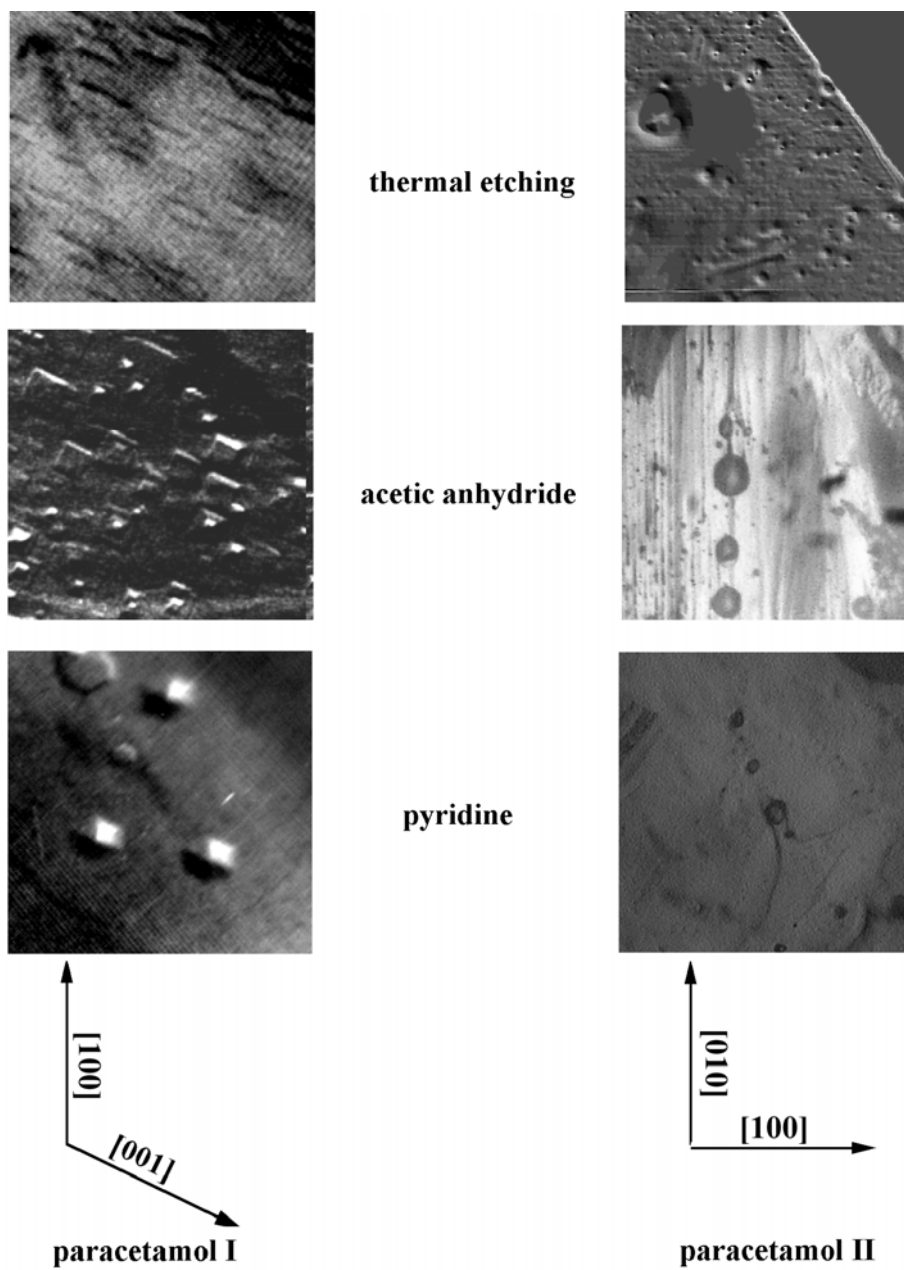 thermal etching
acetic anhydride
pyridine
[100]
[001]
paracetamol I
[010]
[100]
paracetamol II